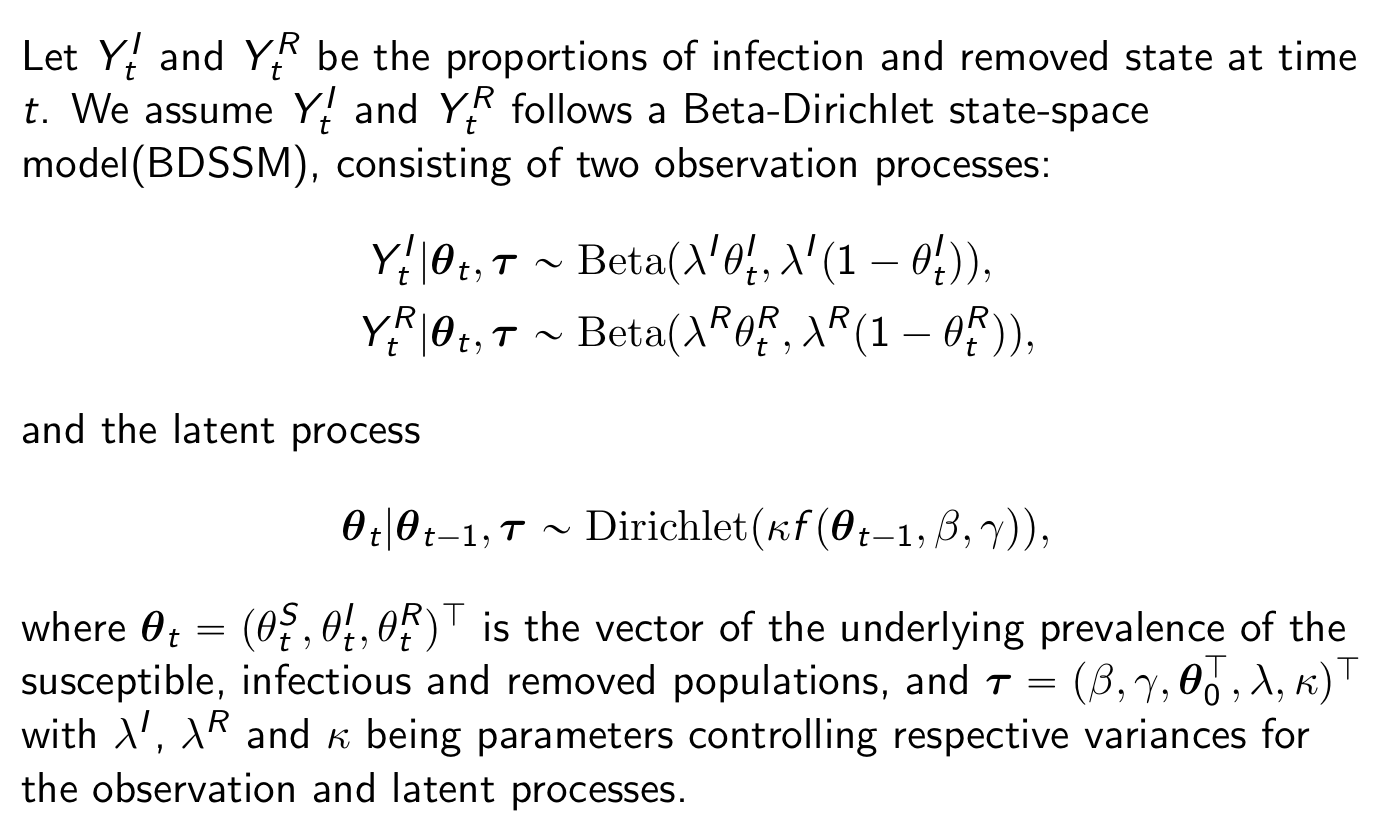 Let $Y_t^I$ and $Y_t^R$ be the proportions of infection and removed state at time
$t$. We assume $Y_t^I$ and $Y_t^R$ follows a Beta-Dirichlet state-space
model(BDSSM), consisting of two observation processes:
$Y_t^I|\boldsymbol{\theta}_t, \boldsymbol{\tau} \sim \mathrm{Beta}(\lambda^I\theta_t^I, \lambda^I(1-\theta_t^I)),$
$Y_t^R|\boldsymbol{\theta}_t, \boldsymbol{\tau} \sim \mathrm{Beta}(\lambda^R\theta_t^R, \lambda^R(1-\theta_t^R)),$
and the latent process
$\boldsymbol{\theta}_t|\boldsymbol{\theta}_{t-1}, \boldsymbol{\tau} \sim \mathrm{Dirichlet}(\kappa f(\boldsymbol{\theta}_{t-1}, \beta, \gamma)),$
where $\boldsymbol{\theta}_t = (\theta_t^S, \theta_t^I, \theta_t^R)^\top$ is the vector of the underlying prevalence of the
susceptible, infectious and removed populations, and $\boldsymbol{\tau} = (\beta, \gamma, \boldsymbol{\theta}_0^\top, \lambda, \kappa)^\top$
with $\lambda^I$, $\lambda^R$ and $\kappa$ being parameters controlling respective variances for
the observation and latent processes.